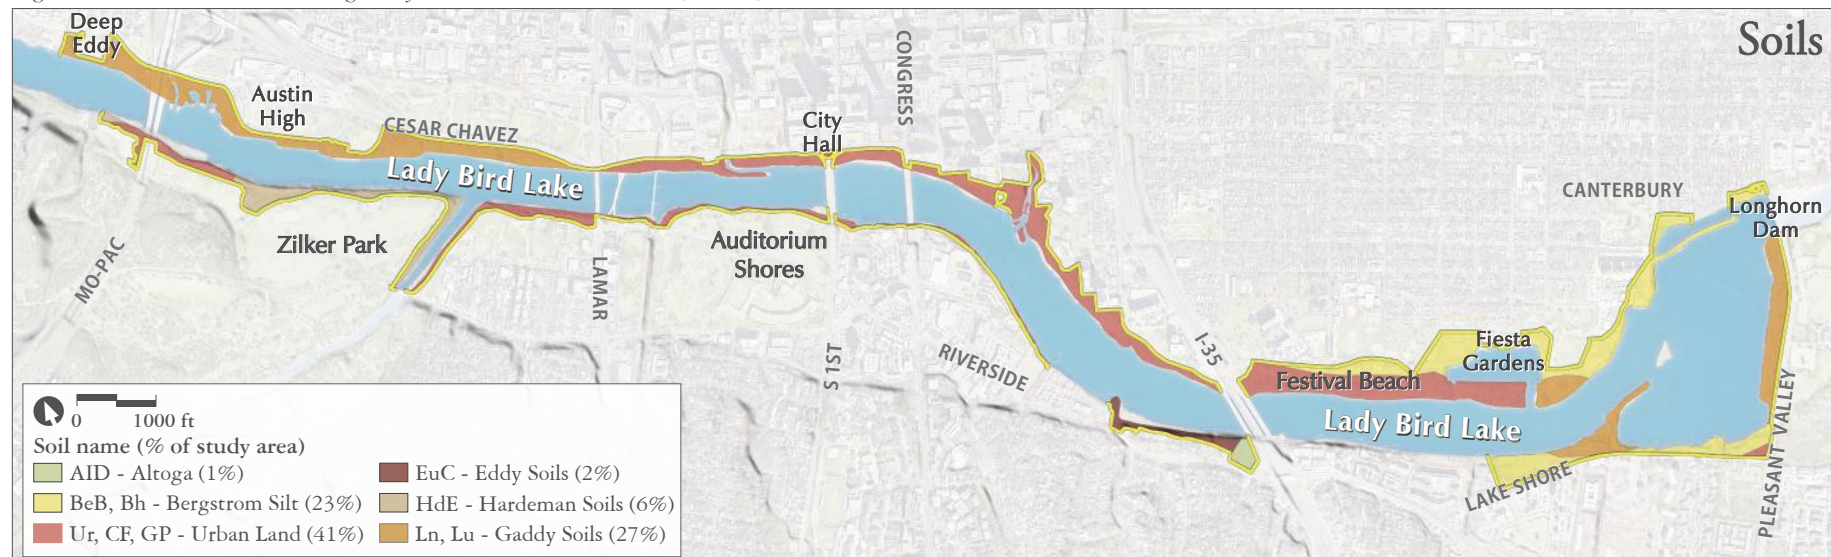 Soils
Deep
Eddy
Austin
High
CESAR CHAVEZ
City
Hall
CONGRESS
CANTERBURY
Longhorn
Dam
Lady Bird Lake
Zilker Park
MO-PAC
LAMAR
Auditorium
Shores
S 1ST
RIVERSIDE
I-35
Fiesta
Gardens
Festival Beach
Lady Bird Lake
LAKE SHORE
PLEASANT VALLEY
0 1000 ft
Soil name (% of study area)
AID - Altoga (1%)
BeB, Bh - Bergstrom Silt (23%)
Ur, CF, GP - Urban Land (41%)
EuC - Eddy Soils (2%)
HdE - Hardeman Soils (6%)
Ln, Lu - Gaddy Soils (27%)